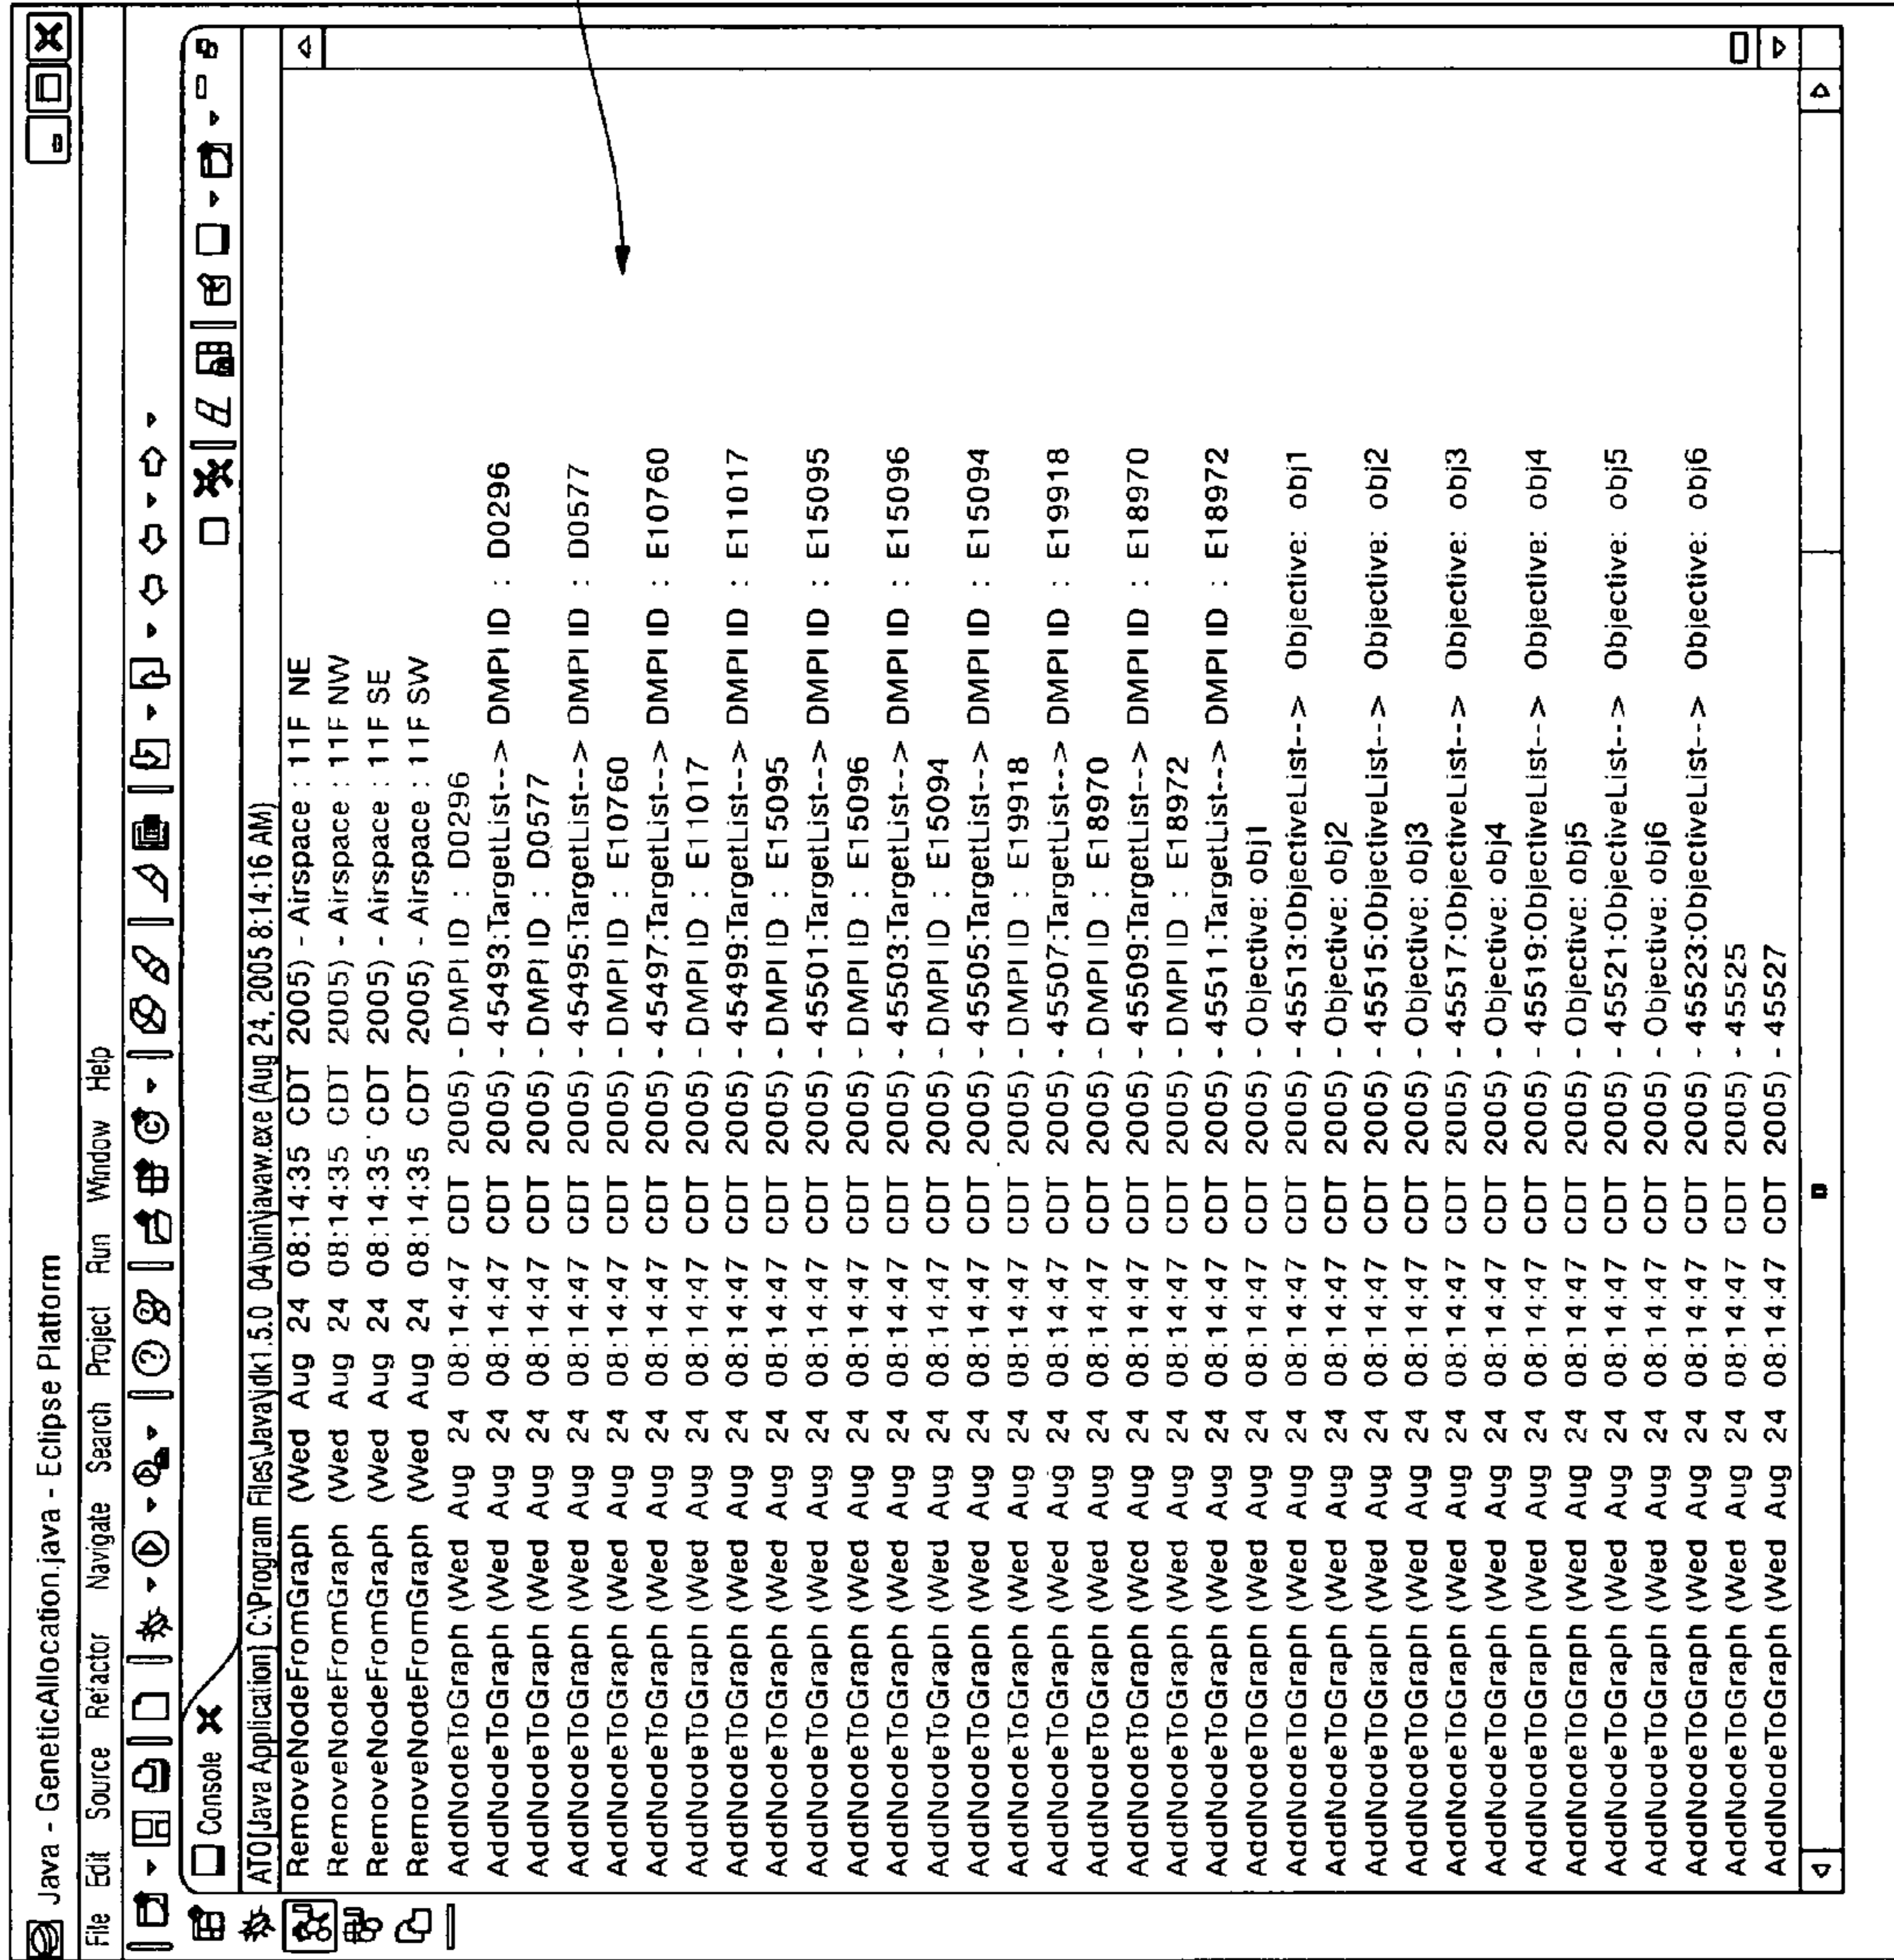 Java - GeneticAllocation.java - Eclipse Platform
File Edit Source Refactor Navigate Search Project Run Window Help
Console
ATO[Java Application] C:\Program Files\Java\jdk1.5.0_04\bin\javaw.exe (Aug 24, 2005 8:14:16 AM)
RemoveNodeFromGraph (Wed Aug 24 08:14:35 CDT 2005) - Airspace : 11F NE
RemoveNodeFromGraph (Wed Aug 24 08:14:35 CDT 2005) - Airspace : 11F NW
RemoveNodeFromGraph (Wed Aug 24 08:14:35 CDT 2005) - Airspace : 11F SE
RemoveNodeFromGraph (Wed Aug 24 08:14:35 CDT 2005) - Airspace : 11F SW
AddNodeToGraph (Wed Aug 24 08:14:47 CDT 2005) - DMPI ID : D0296
AddNodeToGraph (Wed Aug 24 08:14:47 CDT 2005) - 45493:TargetList--> DMPI ID : D0296
AddNodeToGraph (Wed Aug 24 08:14:47 CDT 2005) - DMPI ID : D0577
AddNodeToGraph (Wed Aug 24 08:14:47 CDT 2005) - 45495:TargetList--> DMPI ID : D0577
AddNodeToGraph (Wed Aug 24 08:14:47 CDT 2005) - DMPI ID : E10760
AddNodeToGraph (Wed Aug 24 08:14:47 CDT 2005) - 45497:TargetList--> DMPI ID : E10760
AddNodeToGraph (Wed Aug 24 08:14:47 CDT 2005) - DMPI ID : E11017
AddNodeToGraph (Wed Aug 24 08:14:47 CDT 2005) - 45499:TargetList--> DMPI ID : E11017
AddNodeToGraph (Wed Aug 24 08:14:47 CDT 2005) - DMPI ID : E15095
AddNodeToGraph (Wed Aug 24 08:14:47 CDT 2005) - 45501:TargetList--> DMPI ID : E15095
AddNodeToGraph (Wed Aug 24 08:14:47 CDT 2005) - DMPI ID : E15096
AddNodeToGraph (Wed Aug 24 08:14:47 CDT 2005) - 45503:TargetList--> DMPI ID : E15096
AddNodeToGraph (Wed Aug 24 08:14:47 CDT 2005) - DMPI ID : E15094
AddNodeToGraph (Wed Aug 24 08:14:47 CDT 2005) - 45505:TargetList--> DMPI ID : E15094
AddNodeToGraph (Wed Aug 24 08:14:47 CDT 2005) - DMPI ID : E19918
AddNodeToGraph (Wed Aug 24 08:14:47 CDT 2005) - 45507:TargetList--> DMPI ID : E19918
AddNodeToGraph (Wed Aug 24 08:14:47 CDT 2005) - DMPI ID : E18970
AddNodeToGraph (Wed Aug 24 08:14:47 CDT 2005) - 45509:TargetList--> DMPI ID : E18970
AddNodeToGraph (Wed Aug 24 08:14:47 CDT 2005) - DMPI ID : E18972
AddNodeToGraph (Wed Aug 24 08:14:47 CDT 2005) - 45511:TargetList--> DMPI ID : E18972
AddNodeToGraph (Wed Aug 24 08:14:47 CDT 2005) - Objective: obj1
AddNodeToGraph (Wed Aug 24 08:14:47 CDT 2005) - 45513:ObjectiveList--> Objective: obj1
AddNodeToGraph (Wed Aug 24 08:14:47 CDT 2005) - Objective: obj2
AddNodeToGraph (Wed Aug 24 08:14:47 CDT 2005) - 45515:ObjectiveList--> Objective: obj2
AddNodeToGraph (Wed Aug 24 08:14:47 CDT 2005) - Objective: obj3
AddNodeToGraph (Wed Aug 24 08:14:47 CDT 2005) - 45517:ObjectiveList--> Objective: obj3
AddNodeToGraph (Wed Aug 24 08:14:47 CDT 2005) - Objective: obj4
AddNodeToGraph (Wed Aug 24 08:14:47 CDT 2005) - 45519:ObjectiveList--> Objective: obj4
AddNodeToGraph (Wed Aug 24 08:14:47 CDT 2005) - Objective: obj5
AddNodeToGraph (Wed Aug 24 08:14:47 CDT 2005) - 45521:ObjectiveList--> Objective: obj5
AddNodeToGraph (Wed Aug 24 08:14:47 CDT 2005) - Objective: obj6
AddNodeToGraph (Wed Aug 24 08:14:47 CDT 2005) - 45523:ObjectiveList--> Objective: obj6
AddNodeToGraph (Wed Aug 24 08:14:47 CDT 2005) - 45525
AddNodeToGraph (Wed Aug 24 08:14:47 CDT 2005) - 45527